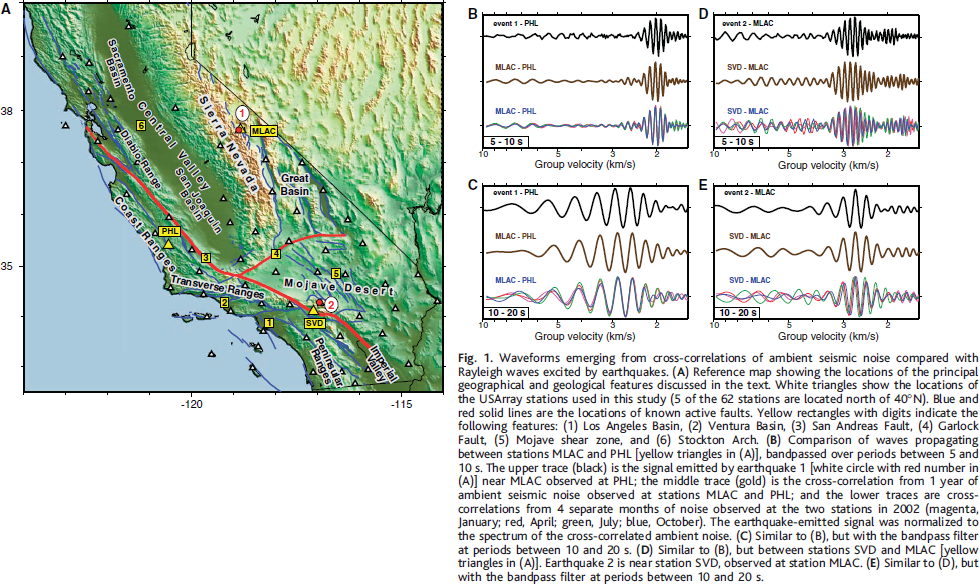 A
38
35
-120
-115
Sacramento Basin
Central Valley
San Joaquin Basin
Sierra Nevada
Diablo Range
Coast Ranges
Great Basin
Transverse Ranges
Mojave Desert
Peninsular Ranges
Imperial Valley
1
MLAC
6
PHL
3
4
5
2
2
SVD
1
B
event 1 - PHL
MLAC - PHL
MLAC - PHL
5 - 10 s
10 5 3 2
Group velocity (km/s)
D
event 2 - MLAC
SVD - MLAC
SVD - MLAC
5 - 10 s
10 5 3 2
Group velocity (km/s)
C
event 1 - PHL
MLAC - PHL
MLAC - PHL
10 - 20 s
10 5 3 2
Group velocity (km/s)
E
event 2 - MLAC
SVD - MLAC
SVD - MLAC
10 - 20 s
10 5 3 2
Group velocity (km/s)
Fig. 1. Waveforms emerging from cross-correlations of ambient seismic noise compared with
Rayleigh waves excited by earthquakes. (A) Reference map showing the locations of the principal
geographical and geological features discussed in the text. White triangles show the locations of
the USArray stations used in this study (5 of the 62 stations are located north of 40°N). Blue and
red solid lines are the locations of known active faults. Yellow rectangles with digits indicate the
following features: (1) Los Angeles Basin, (2) Ventura Basin, (3) San Andreas Fault, (4) Garlock
Fault, (5) Mojave shear zone, and (6) Stockton Arch. (B) Comparison of waves propagating
between stations MLAC and PHL [yellow triangles in (A)], bandpassed over periods between 5 and
10 s. The upper trace (black) is the signal emitted by earthquake 1 [white circle with red number in
(A)] near MLAC observed at PHL; the middle trace (gold) is the cross-correlation from 1 year of
ambient seismic noise observed at stations MLAC and PHL; and the lower traces are cross-
correlations from 4 separate months of noise observed at the two stations in 2002 (magenta,
January; red, April; green, July; blue, October). The earthquake-emitted signal was normalized to
the spectrum of the cross-correlated ambient noise. (C) Similar to (B), but with the bandpass filter
at periods between 10 and 20 s. (D) Similar to (B), but between stations SVD and MLAC [yellow
triangles in (A)]. Earthquake 2 is near station SVD, observed at station MLAC. (E) Similar to (D), but
with the bandpass filter at periods between 10 and 20 s.